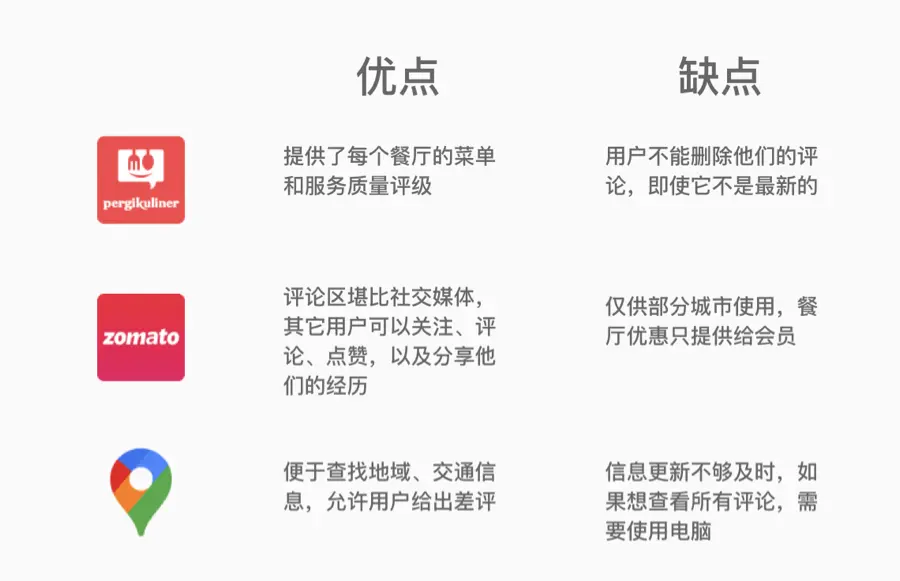 优点
缺点
pergikuliner
提供了每个餐厅的菜单
和服务质量评级
用户不能删除他们的评
论，即使它不是最新的
zomato
评论区堪比社交媒体，
其它用户可以关注、评
论、点赞，以及分享他
们的经历
仅供部分城市使用，餐
厅优惠只提供给会员
便于查找地域、交通信
息，允许用户给出差评
信息更新不够及时，如
果想查看所有评论，需
要使用电脑